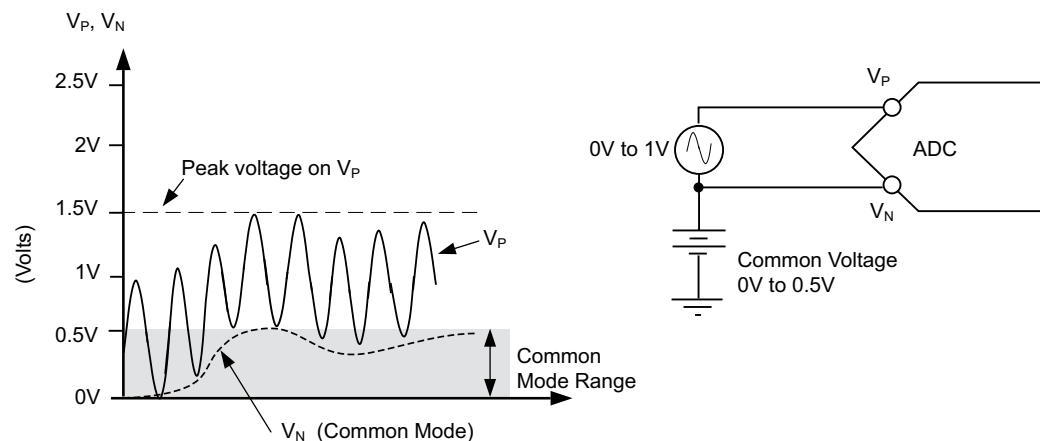 V_P, V_N
2.5V
2V
Peak voltage on V_P
1.5V
V_P
(Volts)
1V
0.5V
Common
Mode Range
0V
V_N (Common Mode)
V_P
0V to 1V
ADC
V_N
Common Voltage
0V to 0.5V